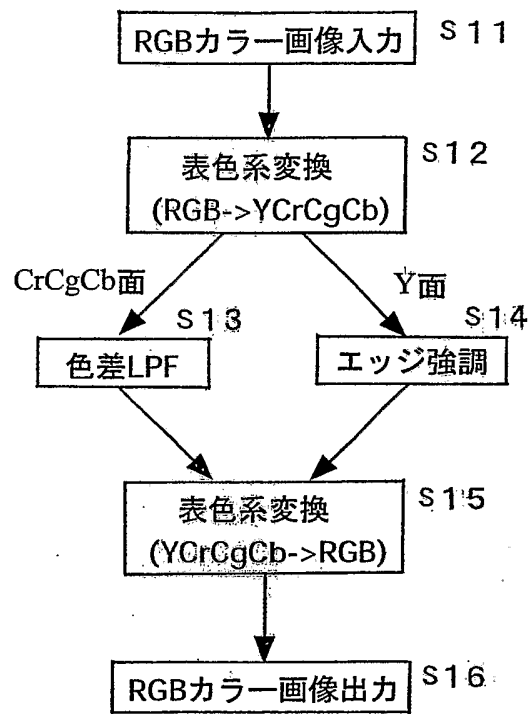 RGBカラー画像入力 S11
表色系変換 S12
(RGB->YCrCgCb)
CrCgCb面
Y面
S13
S14
色差LPF
エッジ強調
表色系変換 S15
(YCrCgCb->RGB)
RGBカラー画像出力 S16